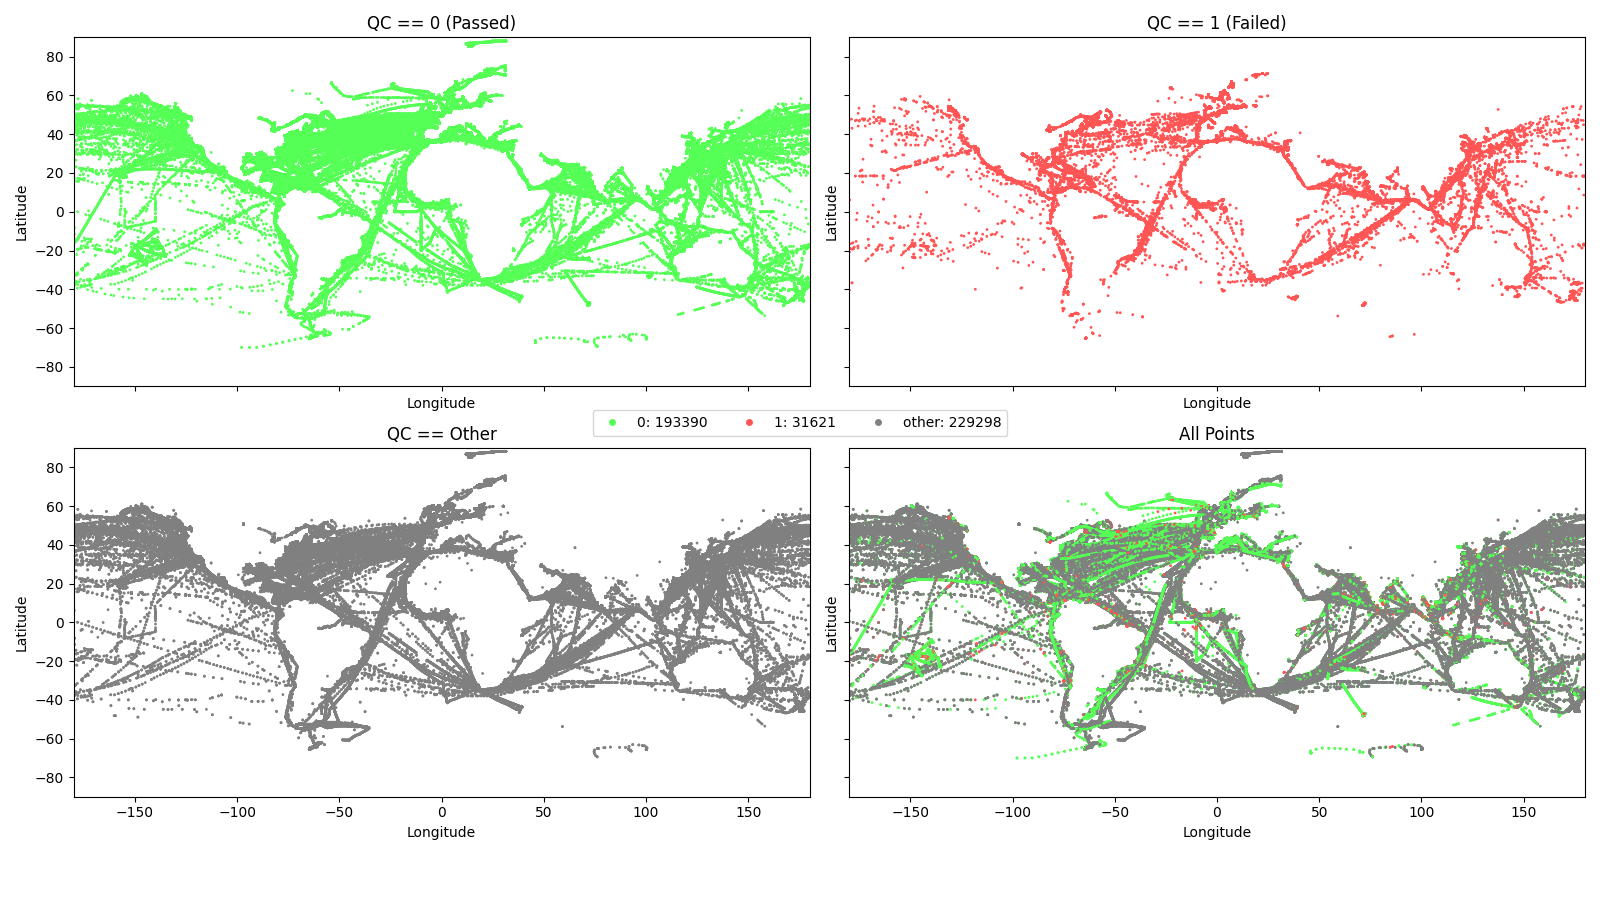 QC == 0 (Passed)
QC == 1 (Failed)
80
60
40
20
0
−20
−40
−60
−80
Latitude
Latitude
Longitude
Longitude
0: 193390 1: 31621 other: 229298
QC == Other
All Points
80
60
40
20
0
−20
−40
−60
−80
Latitude
Latitude
−150 −100 −50 0 50 100 150
−150 −100 −50 0 50 100 150
Longitude
Longitude